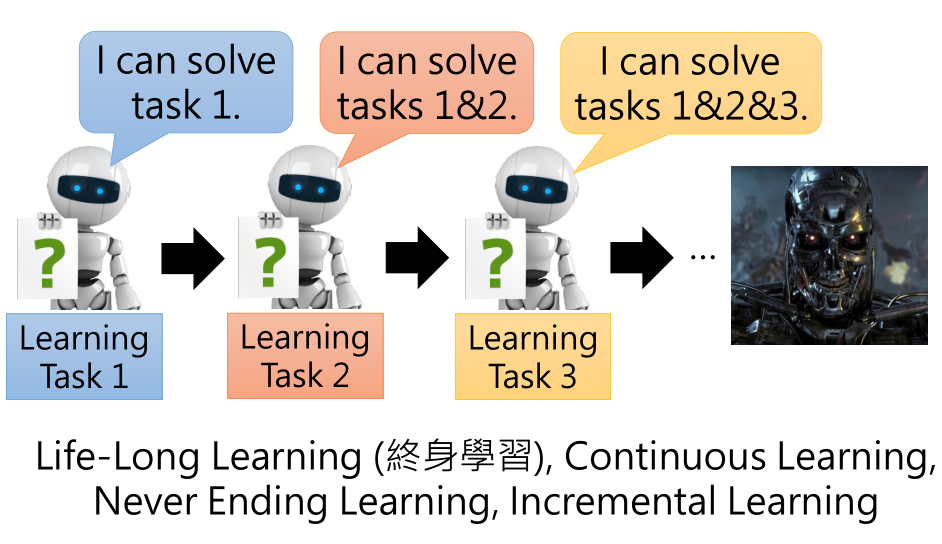 I can solve
task 1.
I can solve
tasks 1&2.
I can solve
tasks 1&2&3.
?
?
?
...
Learning
Task 1
Learning
Task 2
Learning
Task 3
Life-Long Learning (終身學習), Continuous Learning,
Never Ending Learning, Incremental Learning